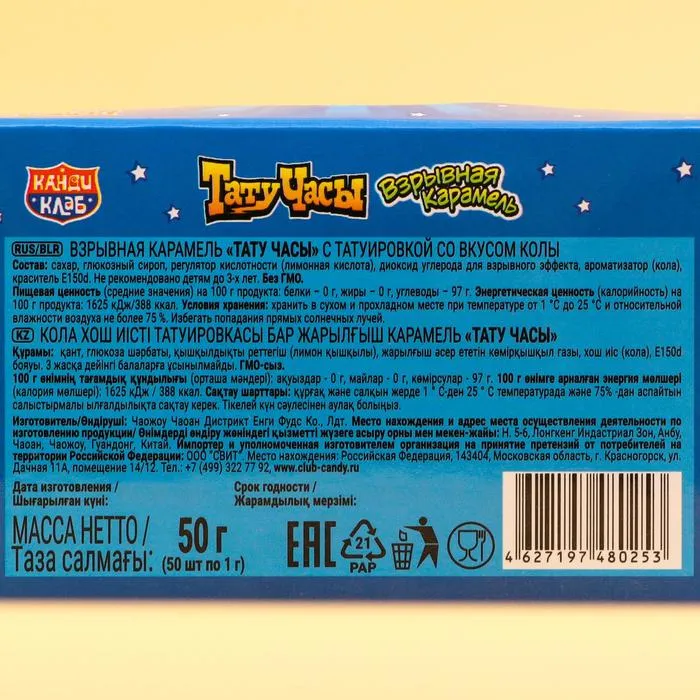 КАНДИ
КЛАБ
ТАТУ ЧАСЫ
ВЗРЫВНАЯ
КАРАМЕЛЬ
RUS/BLR ВЗРЫВНАЯ КАРАМЕЛЬ «ТАТУ ЧАСЫ» С ТАТУИРОВКОЙ СО ВКУСОМ КОЛЫ
Состав: сахар, глюкозный сироп, регулятор кислотности (лимонная кислота), диоксид углерода для взрывного эффекта, ароматизатор (кола),
краситель Е150d. Не рекомендовано детям до 3-х лет. Без ГМО.
Пищевая ценность (средние значения) на 100 г продукта: белки – 0 г, жиры – 0 г, углеводы – 97 г. Энергетическая ценность (калорийность) на
100 г продукта: 1625 кДж/388 ккал. Условия хранения: хранить в сухом и прохладном месте при температуре от 1 °С до 25 °С и относительной
влажности воздуха не более 75 %. Избегать попадания прямых солнечных лучей.
KZ КОЛА ХОШ ИІСТІ ТАТУИРОВКАСЫ БАР ЖАРЫЛҒЫШ КАРАМЕЛЬ «ТАТУ ЧАСЫ»
Құрамы: қант, глюкоза шәрбаты, қышқылдықты реттегіш (лимон қышқылы), жарылғыш әсер ететін көмірқышқыл газы, хош иіс (кола), Е150d
бояуы. 3 жасқа дейінгі балаларға ұсынылмайды. ГМО-сыз.
100 г өнімнің тағамдық құндылығы (орташа мәндері): ақуыздар - 0 г, майлар - 0 г, көмірсулар - 97 г. 100 г өнімге арналған энергия мөлшері
(калория мөлшері): 1625 кДж / 388 ккал. Сақтау шарттары: құрғақ және салқын жерде 1 ° С-ден 25 ° С температурада және 75% -дан аспайтын
салыстырмалы ылғалдылықта сақтау керек. Тікелей күн сәулесінен аулақ болыңыз.
Изготовитель/Өндіруші: Чаожоу Чаоан Дистрикт Енги Фудс Ко., Лдт. Место нахождения и адрес места осуществления деятельности по
изготовлению продукции/ Өнімдерді өндіру жөніндегі қызметті жүзеге асыру орны мен мекен-жайы: Н. 5-6, Лонгкенг Индастриал Зон, Анбу,
Чаоан, Чаожоу, Гуандонг, Китай. Импортер и уполномоченная изготовителем организация на принятие претензий от потребителей на
территории Российской Федерации: ООО "СВИТ". Место нахождения: Российская Федерация, 143404, Московская область, г. Красногорск, ул.
Дачная 11А, помещение 14/12. Тел.: +7 (499) 322 77 92, www.club-candy.ru
Дата изготовления /
Шығарылған күні:
Срок годности /
Жарамдылық мерзімі:
МАССА НЕТТО /
Таза салмағы:
50 г
(50 шт по 1 г)
ЕАС
21
PAP
4 627197 480253